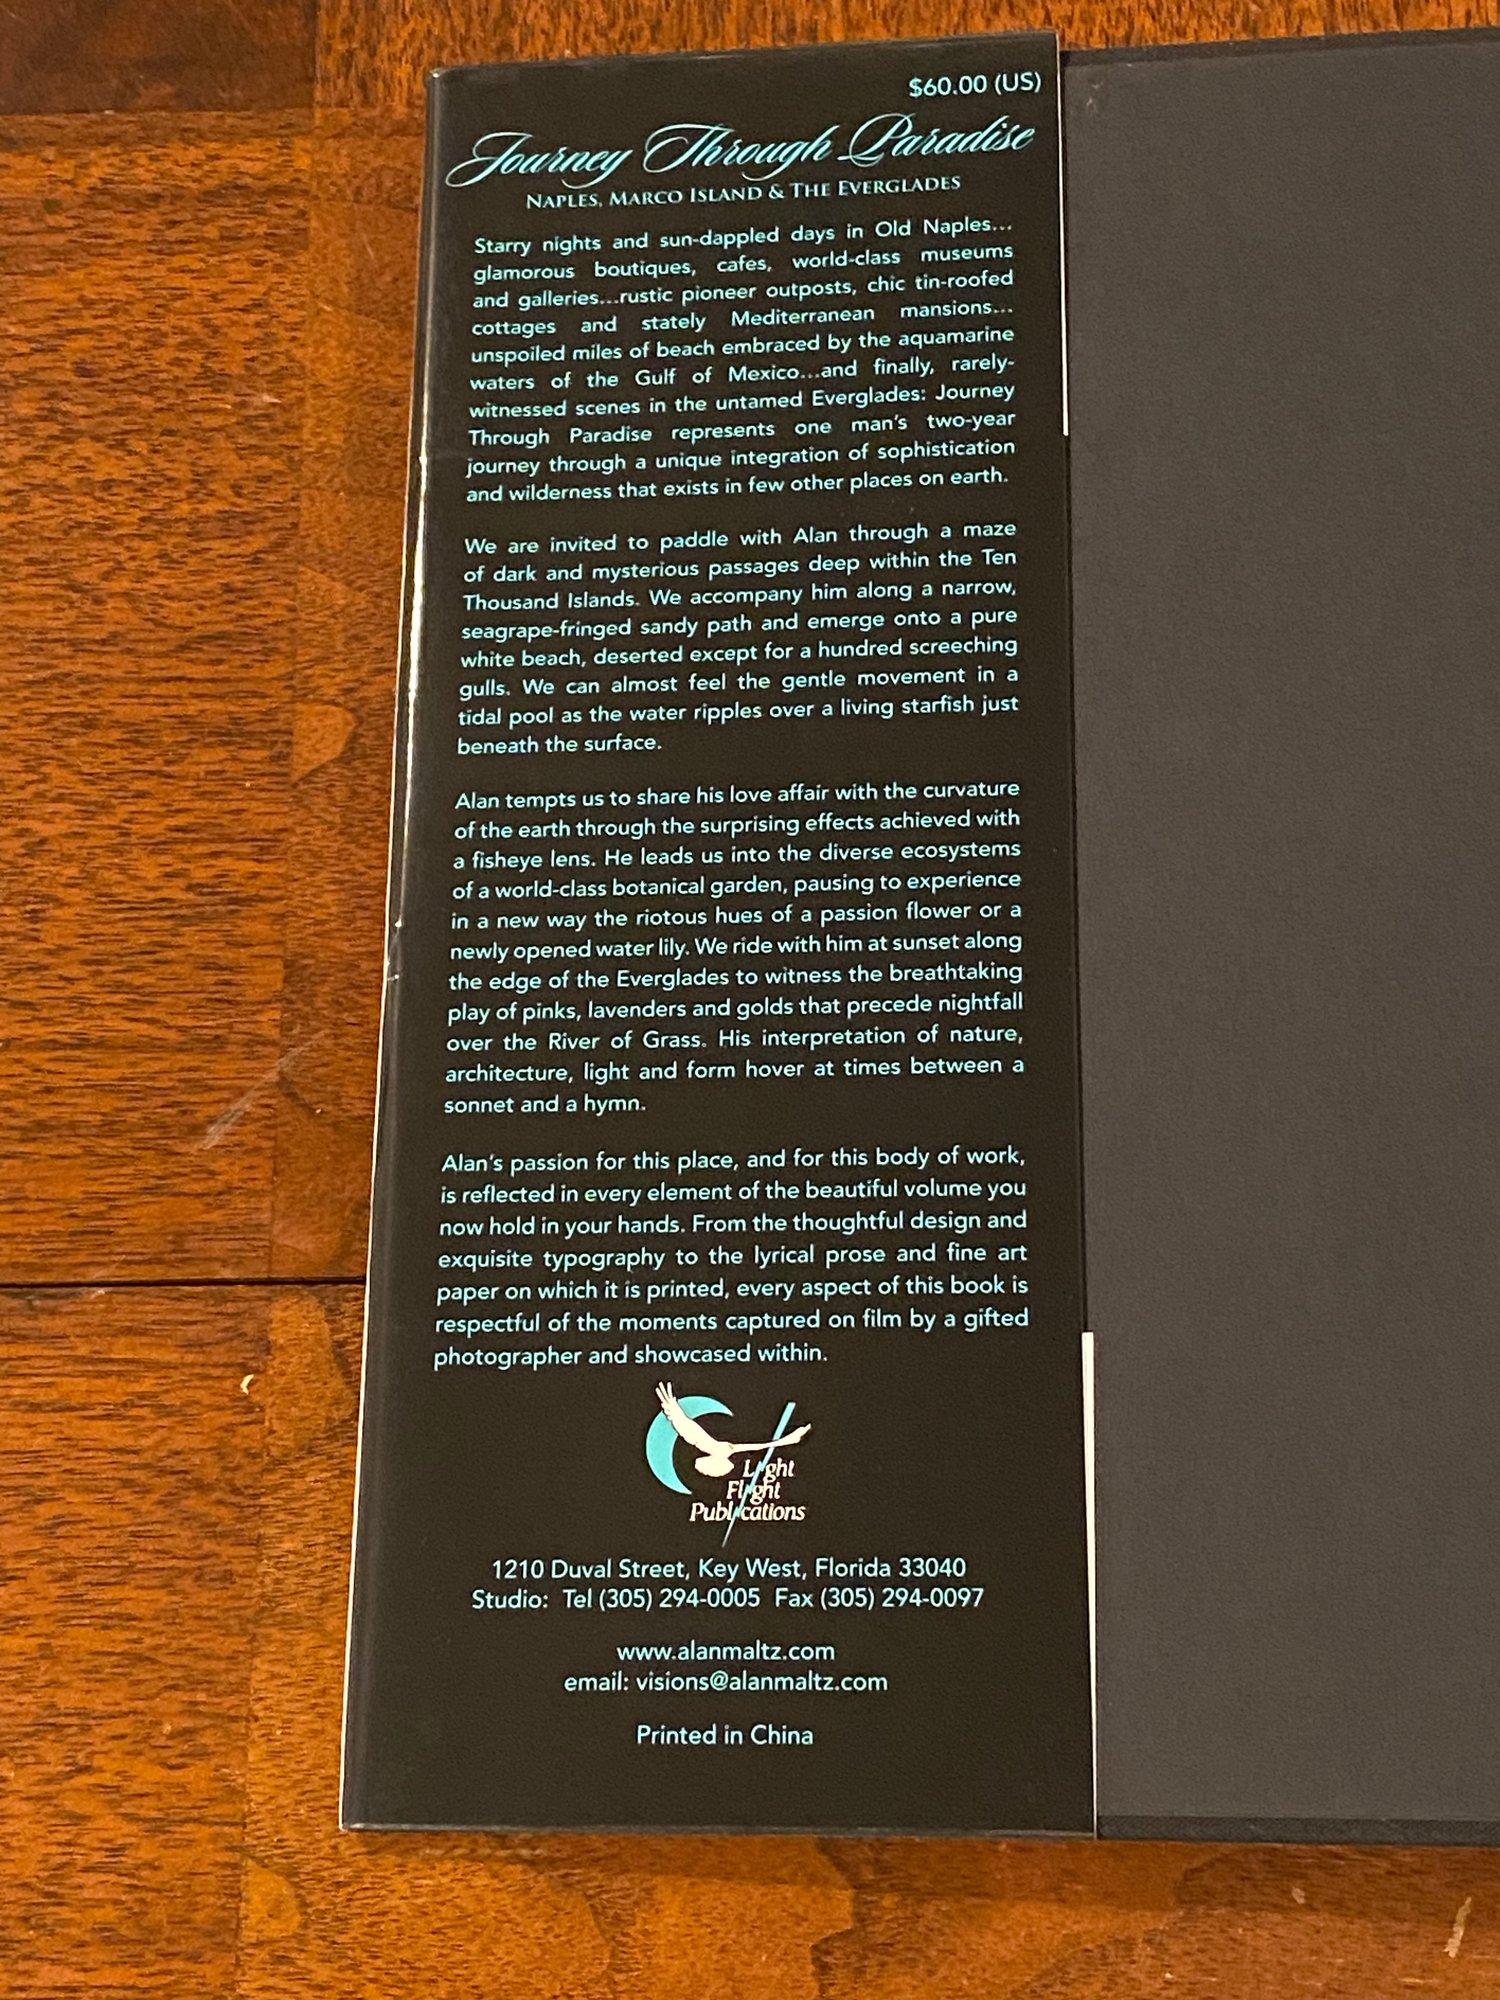 $60.00 (US)
Journey Through Paradise
NAPLES, MARCO ISLAND & THE EVERGLADES
Starry nights and sun-dappled days in Old Naples...
glamorous boutiques, cafes, world-class museums
and galleries...rustic pioneer outposts, chic tin-roofed
cottages and stately Mediterranean mansions...
unspoiled miles of beach embraced by the aquamarine
waters of the Gulf of Mexico...and finally, rarely-
witnessed scenes in the untamed Everglades: Journey
Through Paradise represents one man's two-year
journey through a unique integration of sophistication
and wilderness that exists in few other places on earth.
We are invited to paddle with Alan through a maze
of dark and mysterious passages deep within the Ten
Thousand Islands. We accompany him along a narrow,
seagrape-fringed sandy path and emerge onto a pure
white beach, deserted except for a hundred screeching
gulls. We can almost feel the gentle movement in a
tidal pool as the water ripples over a living starfish just
beneath the surface.
Alan tempts us to share his love affair with the curvature
of the earth through the surprising effects achieved with
a fisheye lens. He leads us into the diverse ecosystems
of a world-class botanical garden, pausing to experience
in a new way the riotous hues of a passion flower or a
newly opened water lily. We ride with him at sunset along
the edge of the Everglades to witness the breathtaking
play of pinks, lavenders and golds that precede nightfall
over the River of Grass. His interpretation of nature,
architecture, light and form hover at times between a
sonnet and a hymn.
Alan's passion for this place, and for this body of work,
is reflected in every element of the beautiful volume you
now hold in your hands. From the thoughtful design and
exquisite typography to the lyrical prose and fine art
paper on which it is printed, every aspect of this book is
respectful of the moments captured on film by a gifted
photographer and showcased within.
Light
Flight
Publications
1210 Duval Street, Key West, Florida 33040
Studio: Tel (305) 294-0005 Fax (305) 294-0097
www.alanmaltz.com
email: visions@alanmaltz.com
Printed in China